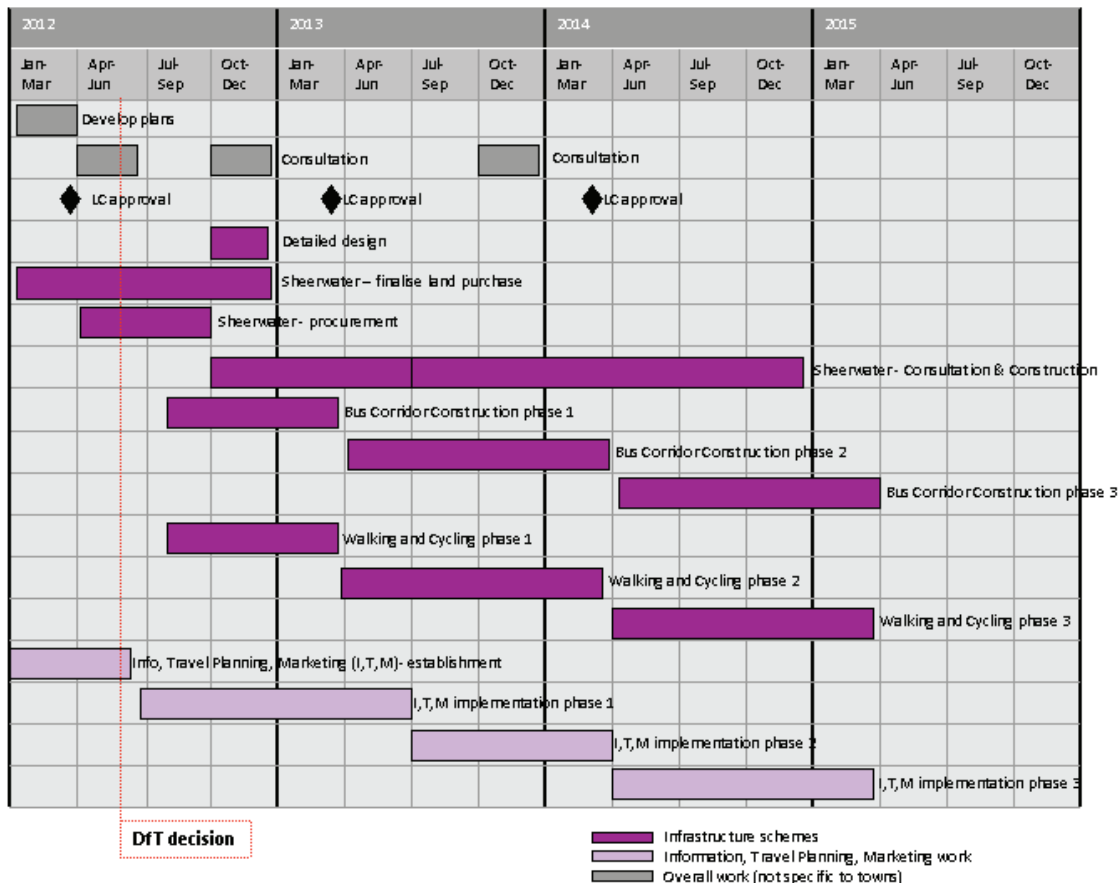 2012 2013 2014 2015
Jan- Apr- Jul- Oct- Jan- Apr- Jul- Oct- Jan- Apr- Jul- Oct- Jan- Apr- Jul- Oct-
Mar Jun Sep Dec Mar Jun Sep Dec Mar Jun Sep Dec Mar Jun Sep Dec
Develop plans
Consultation Consultation
LC approval LC approval LC approval
Detailed design
Sheerwater – finalise land purchase
Sheerwater - procurement
Sheerwater - Consultation & Construction
Bus Corridor Construction phase 1
Bus Corridor Construction phase 2
Bus Corridor Construction phase 3
Walking and Cycling phase 1
Walking and Cycling phase 2
Walking and Cycling phase 3
Info, Travel Planning, Marketing (I,T,M)- establishment
I,T,M implementation phase 1
I,T,M implementation phase 2
I,T,M implementation phase 3
DfT decision
Infrastructure schemes
Information, Travel Planning, Marketing work
Overall work (not specific to towns)